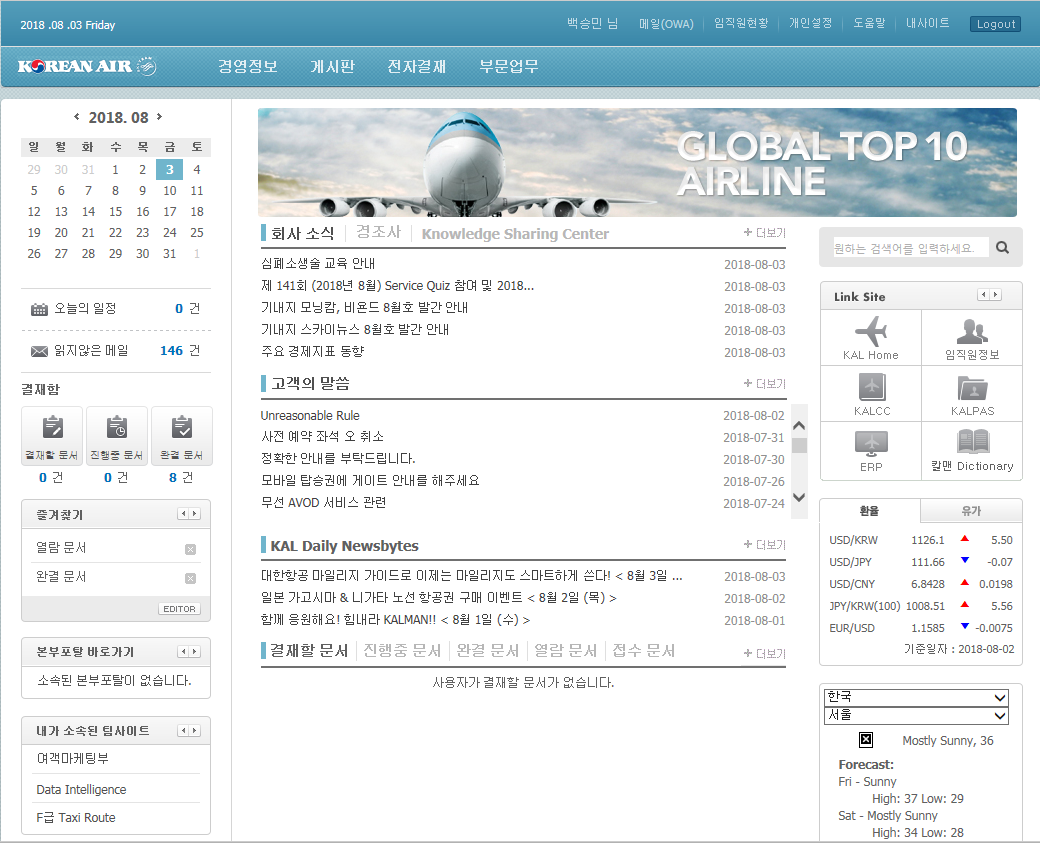 2018 .08 .03 Friday
백승민 님 메일(OWA) 임직원현황 개인설정 도움말 내사이트 Logout
KOREAN AIR
경영정보 게시판 전자결재 부문업무
2018. 08
일 월 화 수 목 금 토
29 30 31 1 2 3 4
5 6 7 8 9 10 11
12 13 14 15 16 17 18
19 20 21 22 23 24 25
26 27 28 29 30 31 1
오늘의 일정 0 건
읽지않은 메일 146 건
결재함
결재할 문서 진행중 문서 완결 문서
0 건 0 건 8 건
즐겨찾기
열람 문서
완결 문서
EDITOR
본부포탈 바로가기
소속된 본부포탈이 없습니다.
내가 소속된 팀사이트
여객마케팅부
Data Intelligence
F급 Taxi Route
GLOBAL TOP 10
AIRLINE
회사 소식 경조사 Knowledge Sharing Center + 더보기
심폐소생술 교육 안내 2018-08-03
제 141회 (2018년 8월) Service Quiz 참여 및 2018... 2018-08-03
기내지 모닝캄, 비욘드 8월호 발간 안내 2018-08-03
기내지 스카이뉴스 8월호 발간 안내 2018-08-03
주요 경제지표 동향 2018-08-03
고객의 말씀 + 더보기
Unreasonable Rule 2018-08-02
사전 예약 좌석 오 취소 2018-07-31
정확한 안내를 부탁드립니다. 2018-07-30
모바일 탑승권에 게이트 안내를 해주세요 2018-07-26
무선 AVOD 서비스 관련 2018-07-24
KAL Daily Newsbytes + 더보기
대한항공 마일리지 가이드로 이제는 마일리지도 스마트하게 쓴다! < 8월 3일 ... 2018-08-03
일본 가고시마 & 니가타 노선 항공권 구매 이벤트 < 8월 2일 (목) > 2018-08-02
함께 응원해요! 힘내라 KALMAN!! < 8월 1일 (수) > 2018-08-01
결재할 문서 진행중 문서 완결 문서 열람 문서 접수 문서 + 더보기
사용자가 결재할 문서가 없습니다.
원하는 검색어를 입력하세요.
Link Site
KAL Home 임직원정보
KALCC KALPAS
ERP 칼맨 Dictionary
환율 유가
USD/KRW 1126.1 ▲ 5.50
USD/JPY 111.66 ▼ -0.07
USD/CNY 6.8428 ▲ 0.0198
JPY/KRW(100) 1008.51 ▲ 5.56
EUR/USD 1.1585 ▼ -0.0075
기준일자 : 2018-08-02
한국
서울
Mostly Sunny, 36
Forecast:
Fri - Sunny
High: 37 Low: 29
Sat - Mostly Sunny
High: 34 Low: 28